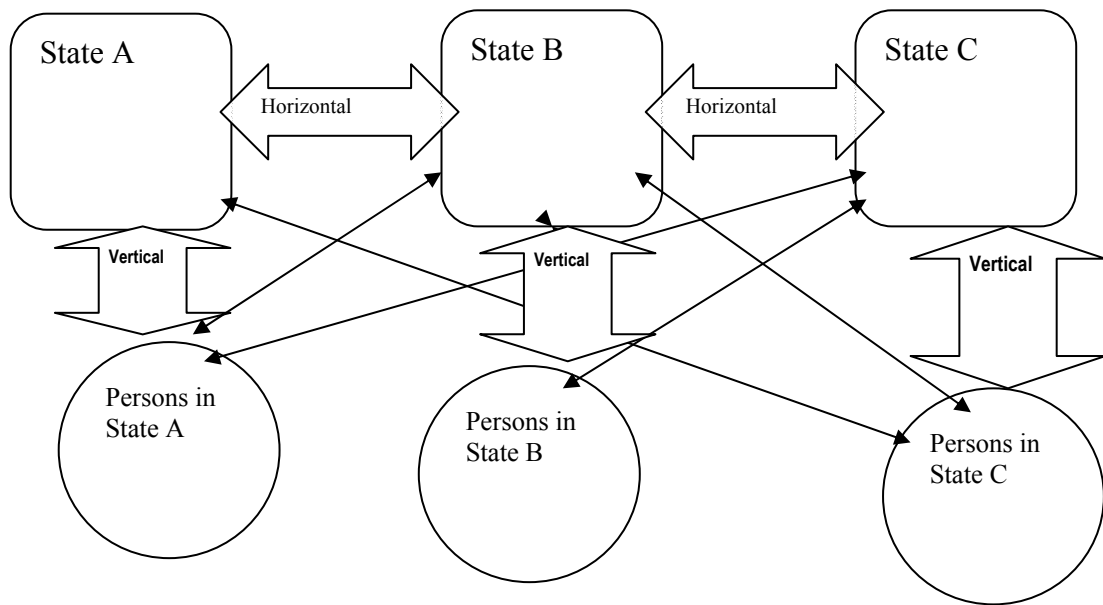 State A
State B
State C
Horizontal
Horizontal
Vertical
Vertical
Vertical
Persons in
State A
Persons in
State B
Persons in
State C